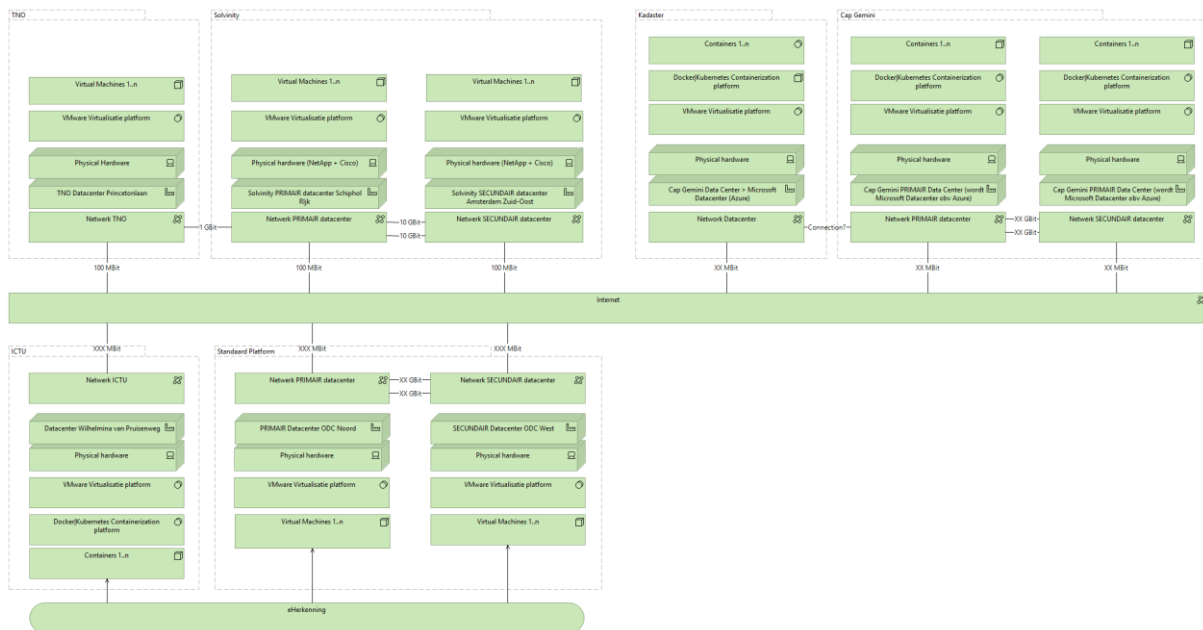 TNO
Virtual Machines 1..n
VMware Virtualisatie platform
Physical Hardware
TNO Datacenter Princetonlaan
Netwerk TNO
100 MBit
1 GBit
Solvinity
Virtual Machines 1..n
VMware Virtualisatie platform
Physical hardware (NetApp + Cisco)
Solvinity PRIMAIR datacenter Schiphol
Rijk
Netwerk PRIMAIR datacenter
100 MBit
10 GBit
10 GBit
Virtual Machines 1..n
VMware Virtualisatie platform
Physical hardware (NetApp + Cisco)
Solvinity SECUNDAIR datacenter
Amsterdam Zuid-Oost
Netwerk SECUNDAIR datacenter
100 MBit
Kadaster
Containers 1..n
Docker|Kubernetes Containerization
platform
VMware Virtualisatie platform
Physical hardware
Cap Gemini Data Center > Microsoft
Datacenter (Azure)
Network Datacenter
XX MBit
Connection?
Cap Gemini
Containers 1..n
Docker|Kubernetes Containerization
platform
VMware Virtualisatie platform
Physical hardware
Cap Gemini PRIMAIR Data Center (wordt
Microsoft Datacenter obv Azure)
Netwerk PRIMAIR datacenter
XX MBit
XX GBit
XX GBit
Containers 1..n
Docker|Kubernetes Containerization
platform
VMware Virtualisatie platform
Physical hardware
Cap Gemini PRIMAIR Data Center (wordt
Microsoft Datacenter obv Azure)
Netwerk SECUNDAIR datacenter
XX MBit
Internet
ICTU
XXX MBit
Netwerk ICTU
Datacenter Wilhelmina van Pruisenweg
Physical hardware
VMware Virtualisatie platform
Docker|Kubernetes Containerization
platform
Containers 1..n
Standaard Platform
XXX MBit
Netwerk PRIMAIR datacenter
XX GBit
XX GBit
PRIMAIR Datacenter ODC Noord
Physical hardware
VMware Virtualisatie platform
Virtual Machines 1..n
XXX MBit
Netwerk SECUNDAIR datacenter
SECUNDAIR Datacenter ODC West
Physical hardware
VMware Virtualisatie platform
Virtual Machines 1..n
eHerkenning